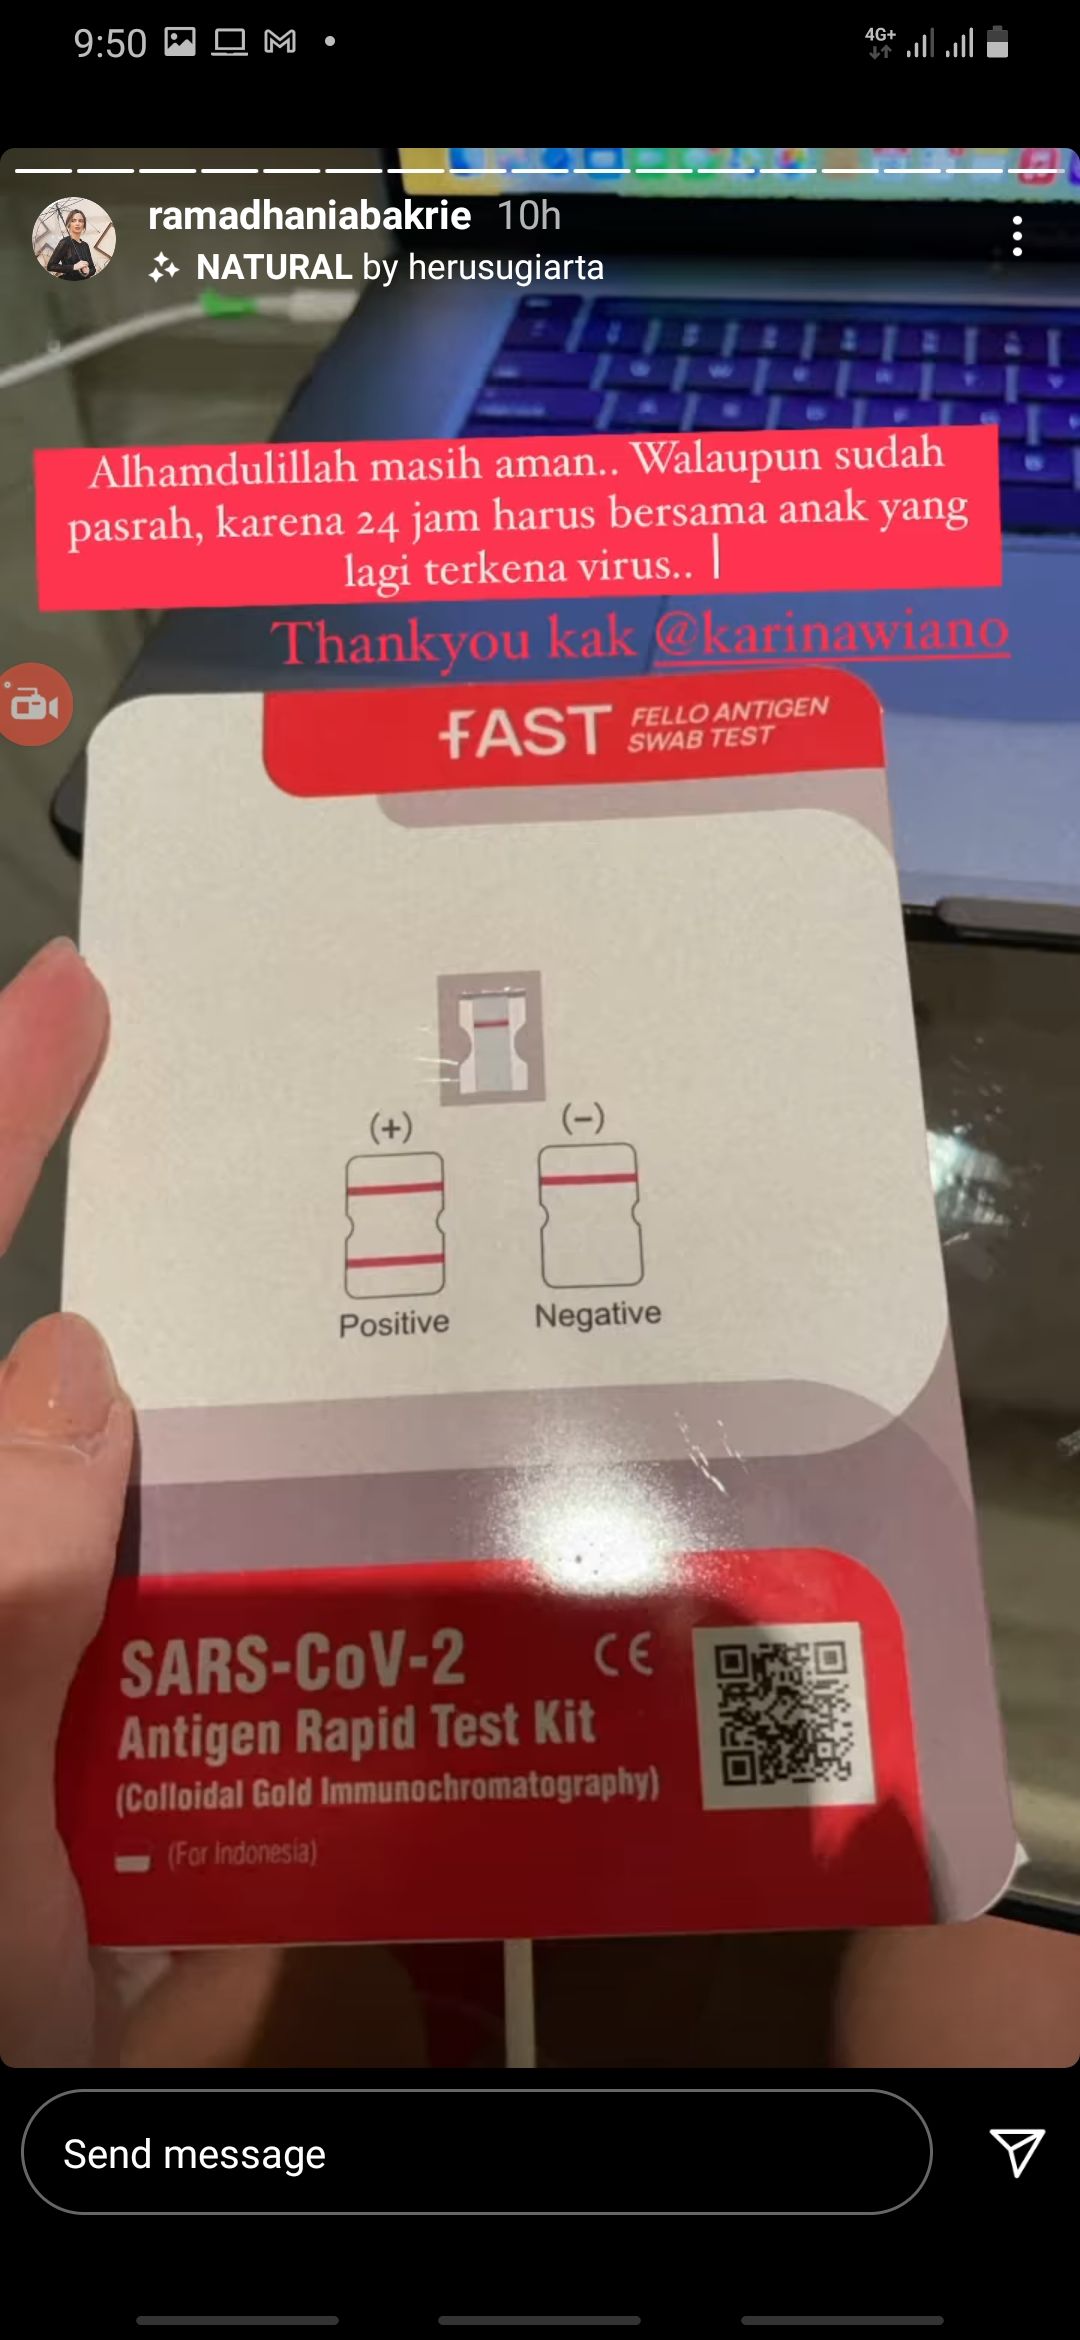 9:50
4G+
ramadhaniabakrie 10h
NATURAL by herusugiarta
Alhamdulillah masih aman.. Walaupun sudah
pasrah, karena 24 jam harus bersama anak yang
lagi terkena virus.. |
Thankyou kak @karinawiano
FAST FELLO ANTIGEN
SWAB TEST
(+) (-)
Positive Negative
SARS-CoV-2 CE
Antigen Rapid Test Kit
(Colloidal Gold Immunochromatography)
(For Indonesia)
Send message